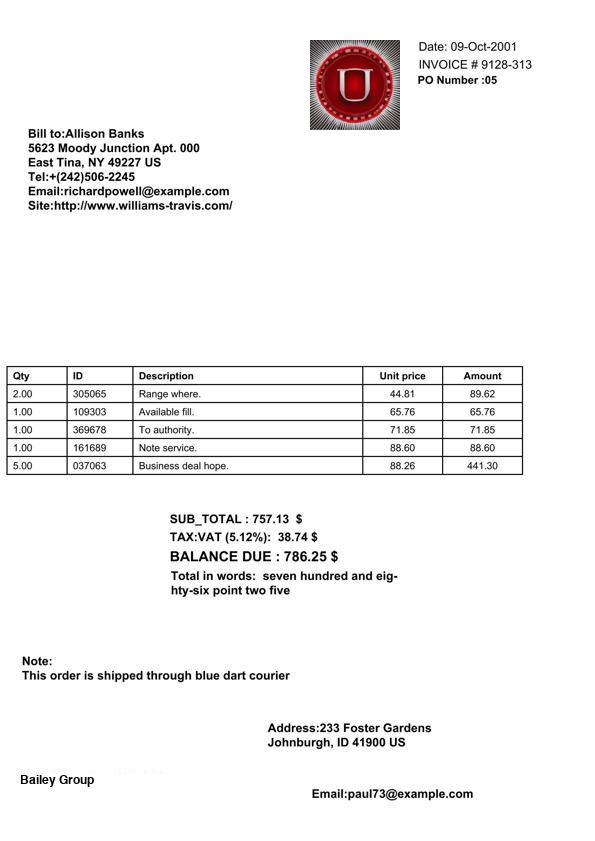 U
Date: 09-Oct-2001
INVOICE # 9128-313
PO Number :05
Bill to:Allison Banks
5623 Moody Junction Apt. 000
East Tina, NY 49227 US
Tel:+(242)506-2245
Email:richardpowell@example.com
Site:http://www.williams-travis.com/
Qty ID Description Unit price Amount
2.00 305065 Range where. 44.81 89.62
1.00 109303 Available fill. 65.76 65.76
1.00 369678 To authority. 71.85 71.85
1.00 161689 Note service. 88.60 88.60
5.00 037063 Business deal hope. 88.26 441.30
SUB_TOTAL : 757.13 $
TAX:VAT (5.12%): 38.74 $
BALANCE DUE : 786.25 $
Total in words: seven hundred and eig-
hty-six point two five
Note:
This order is shipped through blue dart courier
Address:233 Foster Gardens
Johnburgh, ID 41900 US
Bailey Group
Email:paul73@example.com